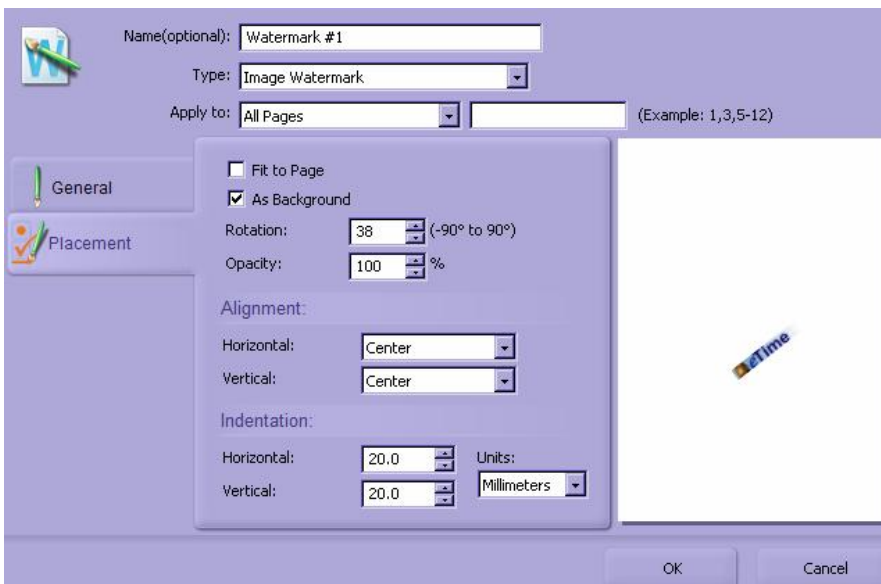 Name(optional): Watermark #1
Type: Image Watermark
Apply to: All Pages (Example: 1,3,5-12)
General
Placement
Fit to Page
As Background
Rotation: 38 (-90° to 90°)
Opacity: 100 %
Alignment:
Horizontal: Center
Vertical: Center
Indentation:
Horizontal: 20.0 Units:
Vertical: 20.0 Millimeters
eTime
OK Cancel